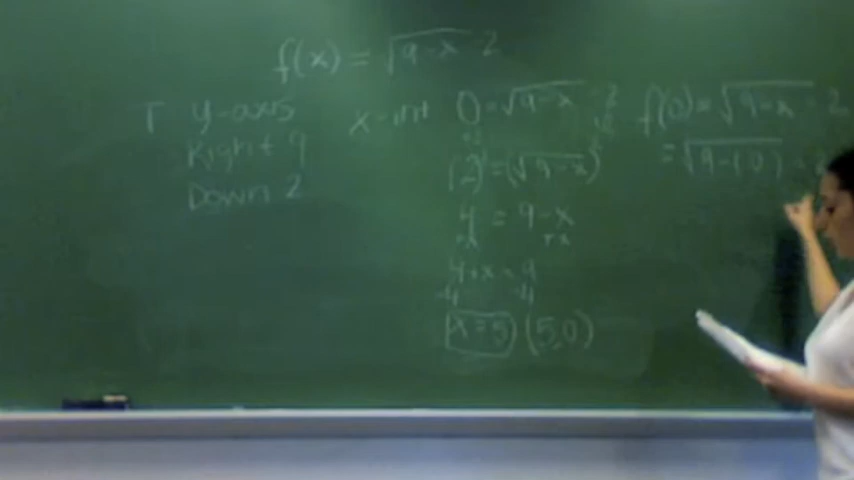 f(x) = √9-x - 2
T y-axis
Right 9
Down 2
x-int 0 = √9-x - 2
+2 +2
(2)² = (√9-x)²
4 = 9-x
+x +x
4+x = 9
-4 -4
x = 5 (5,0)
f(0) = √9-x - 2
= √9-(0)